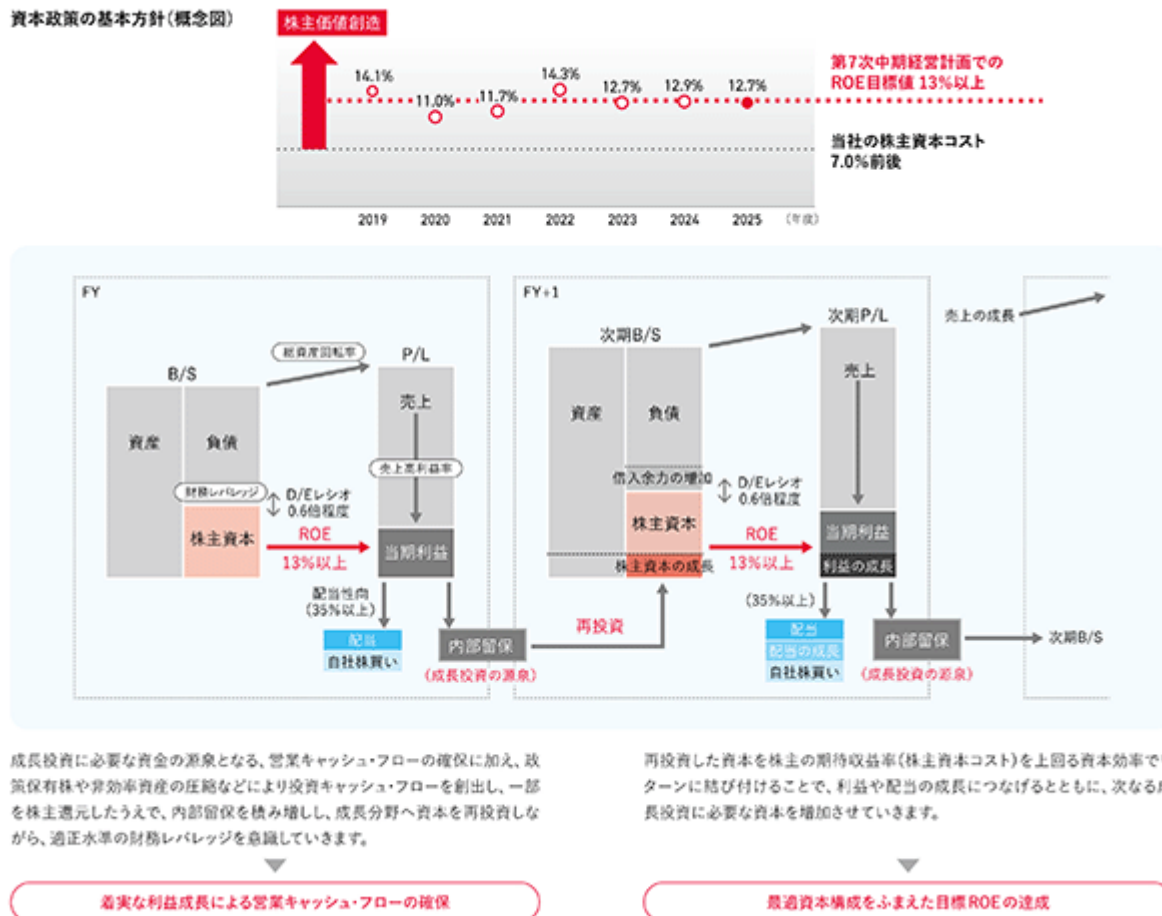 資本政策の基本方針(概念図)
株主価値創造
14.1%
11.0%
11.7%
14.3%
12.7%
12.9%
12.7%
第7次中期経営計画での
ROE目標値 13%以上
当社の株主資本コスト
7.0%前後
2019
2020
2021
2022
2023
2024
2025
(年度)
FY
B/S
総資産回転率
P/L
資産
負債
売上
売上高利益率
財務レバレッジ
D/Eレシオ
0.6倍程度
株主資本
ROE
13%以上
当期利益
配当性向
(35%以上)
配当
自社株買い
内部留保
(成長投資の源泉)
再投資
FY+1
次期B/S
次期P/L
資産
負債
売上
借入余力の増加
D/Eレシオ
0.6倍程度
株主資本
ROE
13%以上
株主資本の成長
当期利益
利益の成長
(35%以上)
配当
配当の成長
自社株買い
内部留保
(成長投資の源泉)
売上の成長
次期B/S
成長投資に必要な資金の源泉となる、営業キャッシュ・フローの確保に加え、政
策保有株や非効率資産の圧縮などにより投資キャッシュ・フローを創出し、一部
を株主還元したうえで、内部留保を積み増しし、成長分野へ資本を再投資しな
がら、適正水準の財務レバレッジを意識していきます。
着実な利益成長による営業キャッシュ・フローの確保
再投資した資本を株主の期待収益率(株主資本コスト)を上回る資本効率で
ターンに結び付けることで、利益や配当の成長につなげるとともに、次なる
長投資に必要な資本を増加させていきます。
最適資本構成をふまえた目標ROEの達成